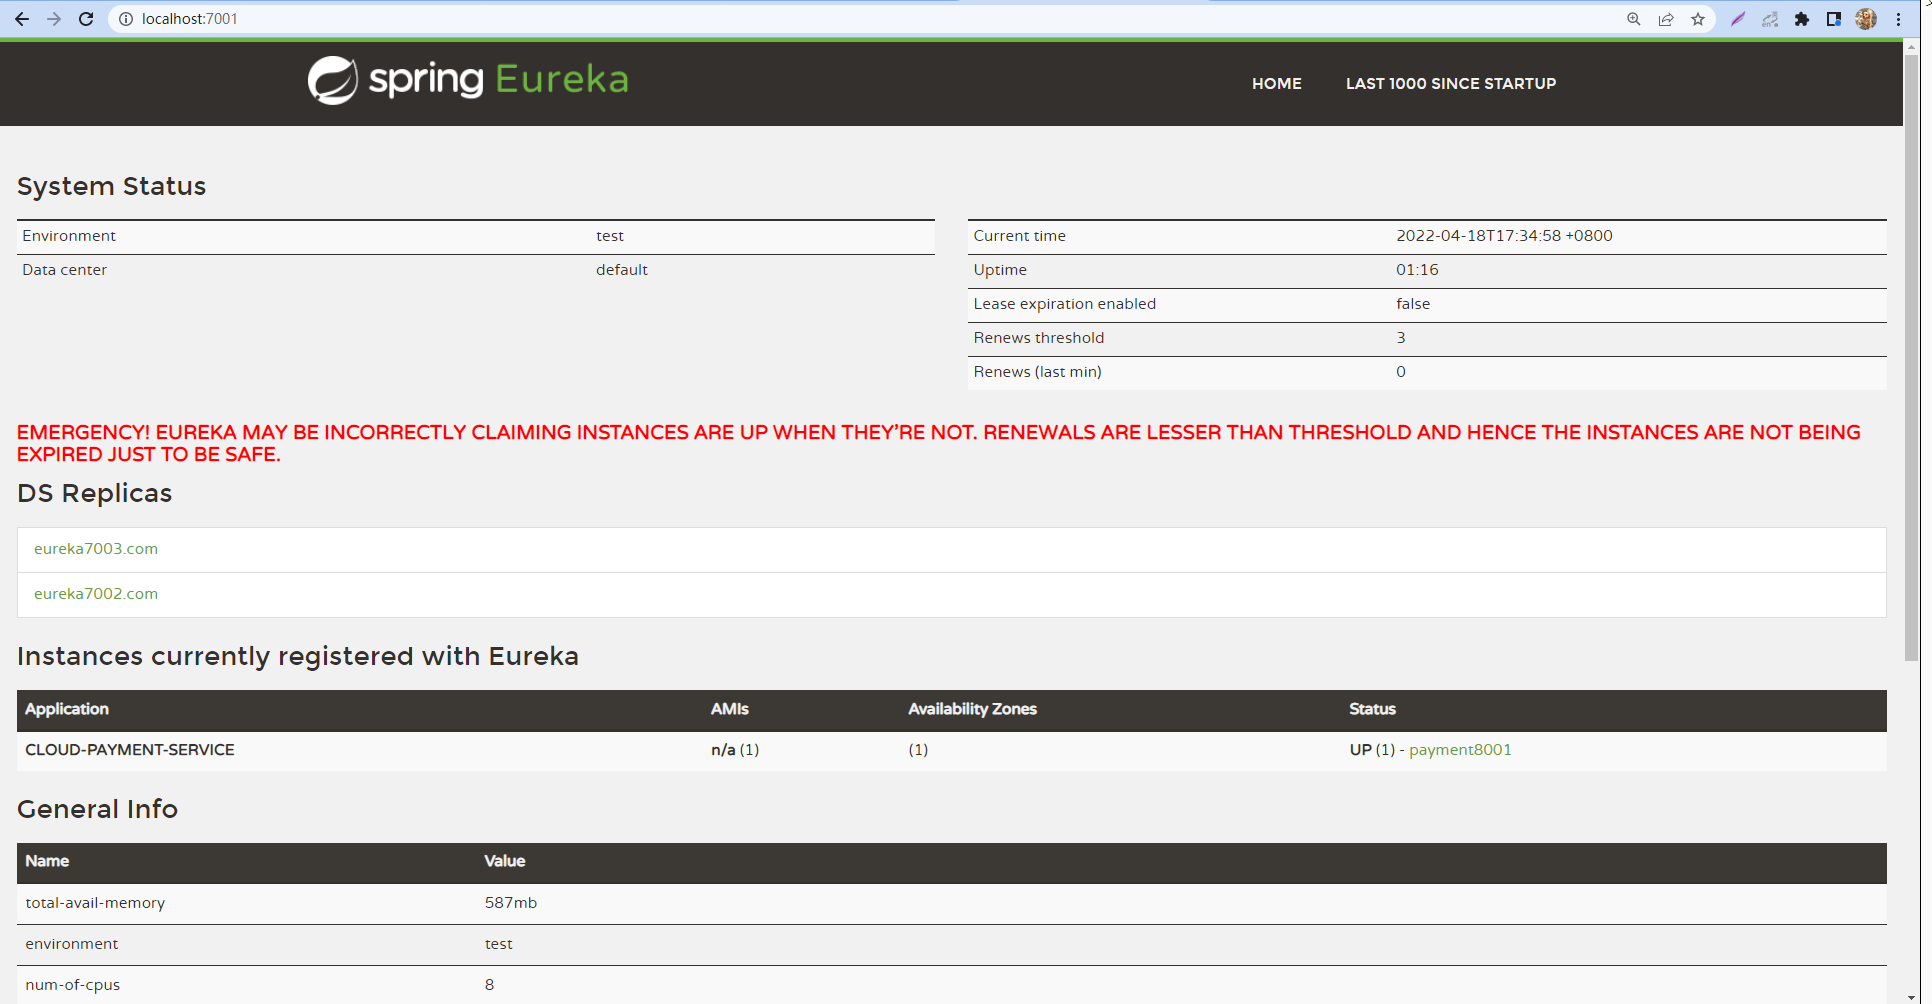 localhost:7001
spring Eureka
HOME LAST 1000 SINCE STARTUP
System Status
Environment test
Data center default
Current time 2022-04-18T17:34:58 +0800
Uptime 01:16
Lease expiration enabled false
Renews threshold 3
Renews (last min) 0
EMERGENCY! EUREKA MAY BE INCORRECTLY CLAIMING INSTANCES ARE UP WHEN THEY'RE NOT. RENEWALS ARE LESSER THAN THRESHOLD AND HENCE THE INSTANCES ARE NOT BEING
EXPIRED JUST TO BE SAFE.
DS Replicas
eureka7003.com
eureka7002.com
Instances currently registered with Eureka
Application AMIs Availability Zones Status
CLOUD-PAYMENT-SERVICE n/a (1) (1) UP (1) - payment8001
General Info
Name Value
total-avail-memory 587mb
environment test
num-of-cpus 8